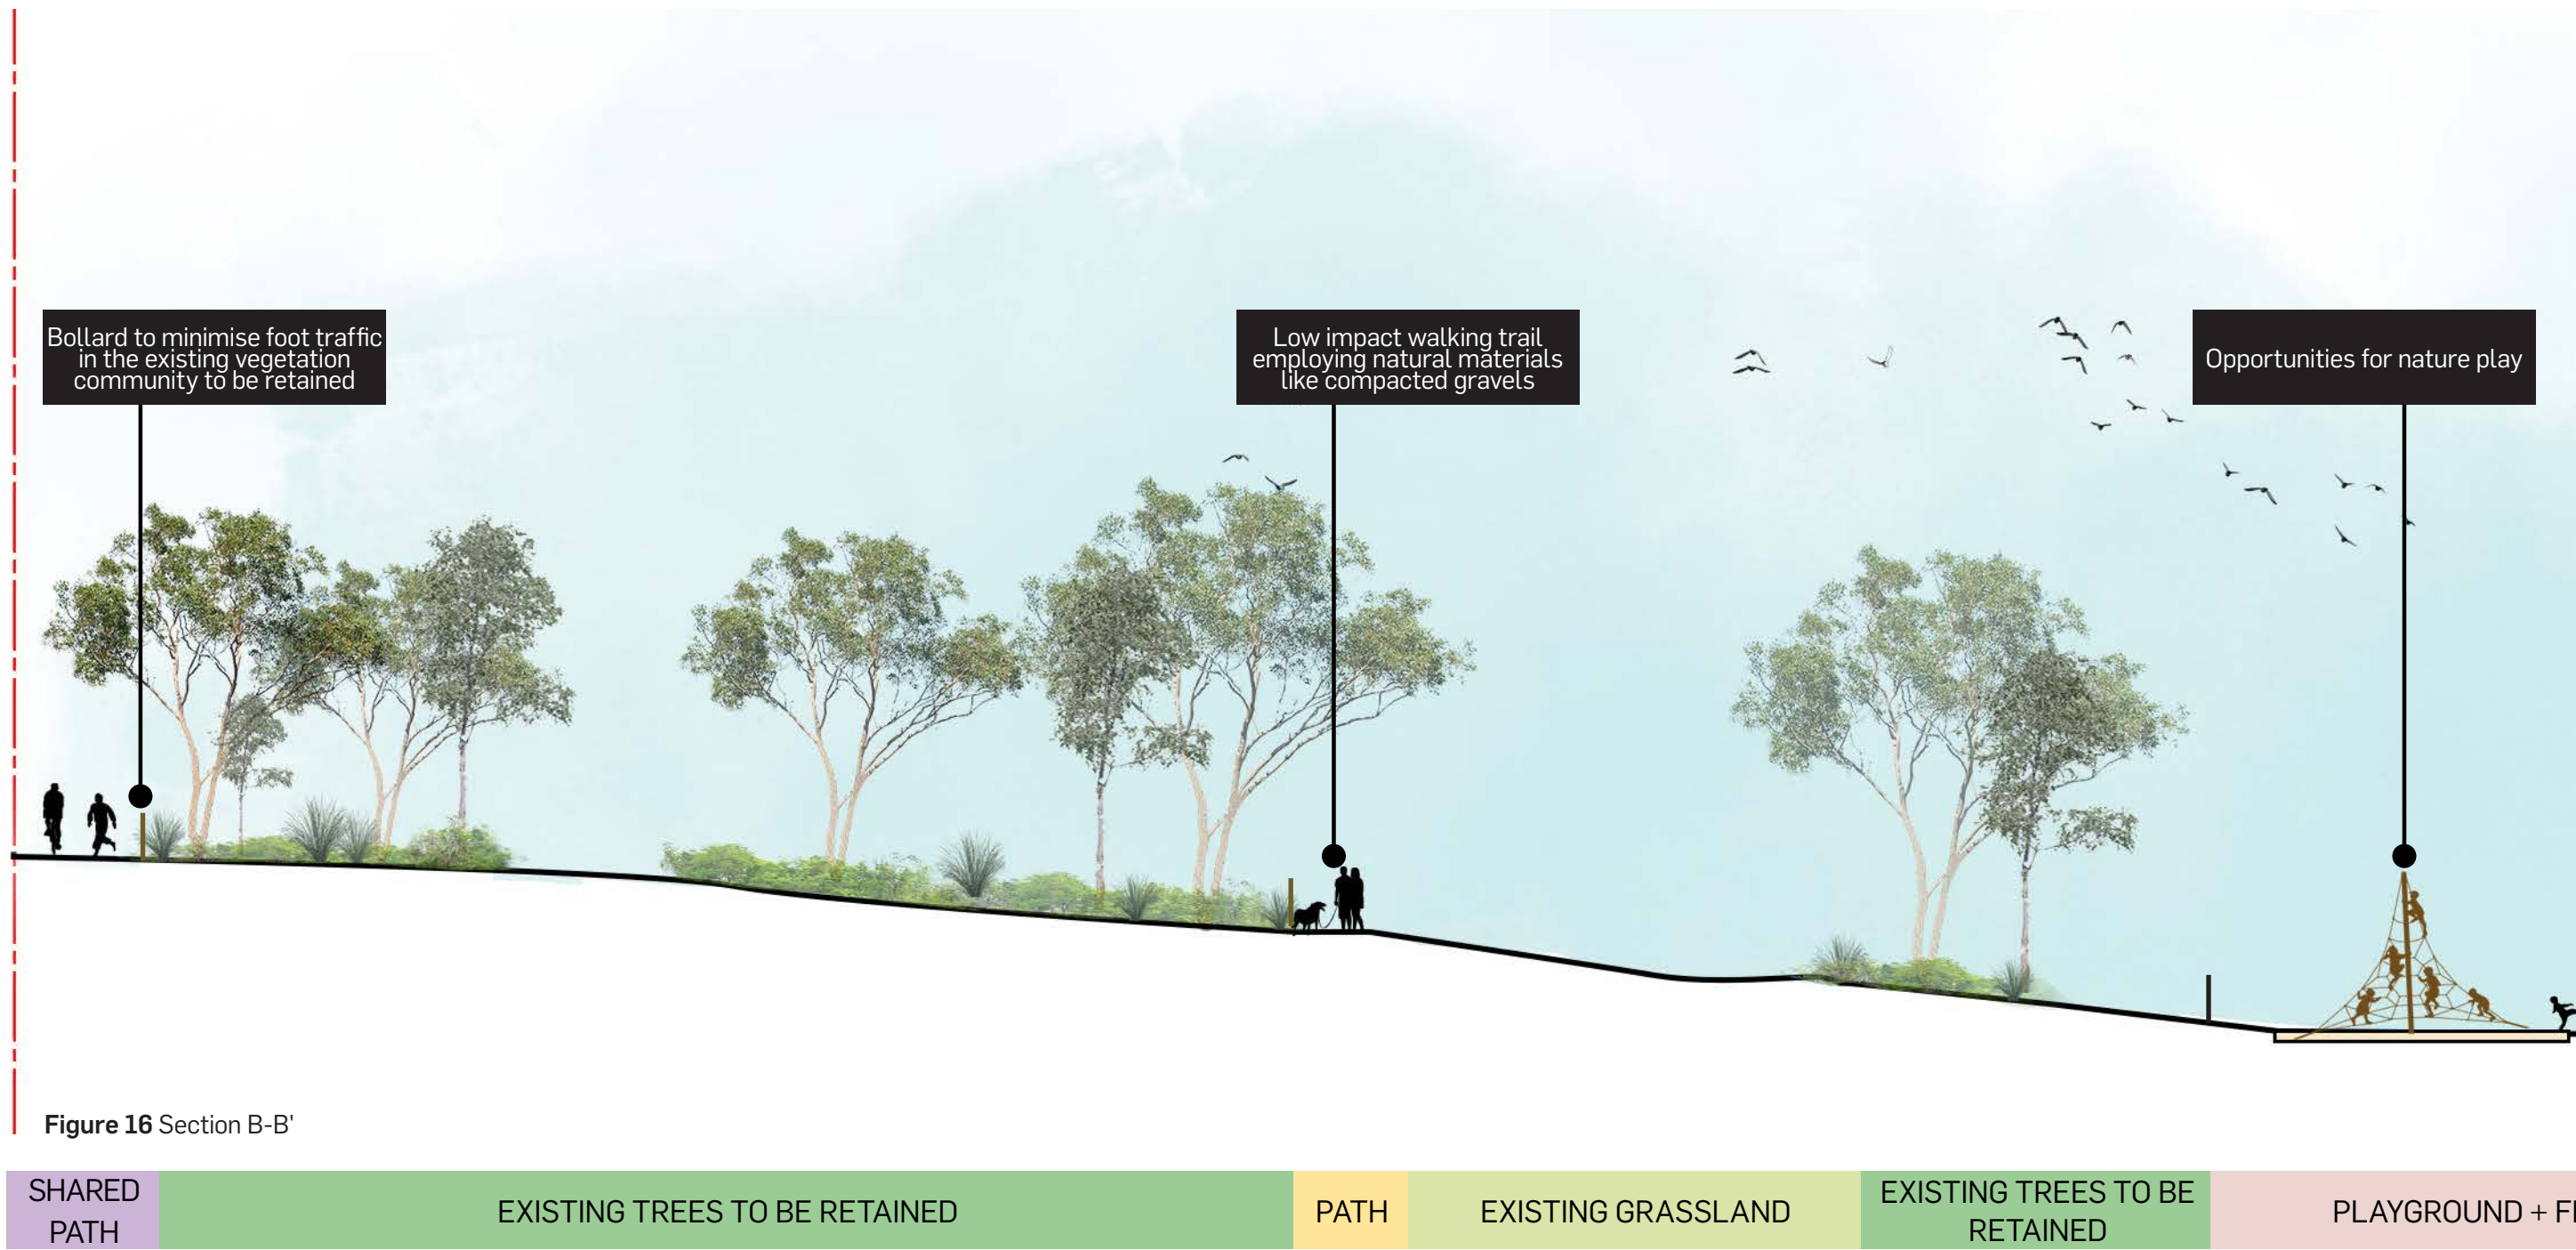 Bollard to minimise foot traffic
in the existing vegetation
community to be retained
Low impact walking trail
employing natural materials
like compacted gravels
Opportunities for nature play
Figure 16 Section B-B'
SHARED
PATH
EXISTING TREES TO BE RETAINED
PATH
EXISTING GRASSLAND
EXISTING TREES TO BE
RETAINED
PLAYGROUND +